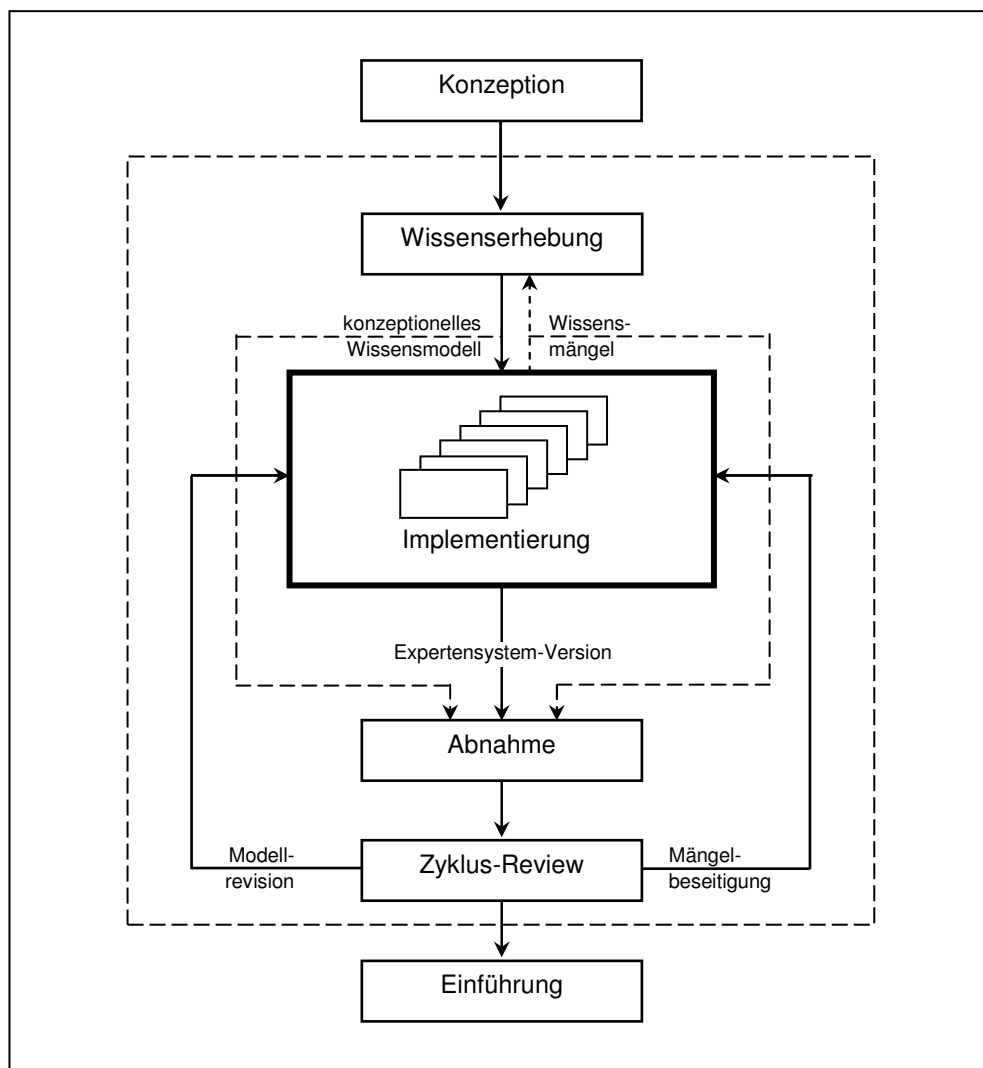 Konzeption
Wissenserhebung
konzeptionelles
Wissensmodell
Wissens-
mängel
Implementierung
Expertensystem-Version
Abnahme
Modell-
revision
Zyklus-Review
Mängel-
beseitigung
Einführung